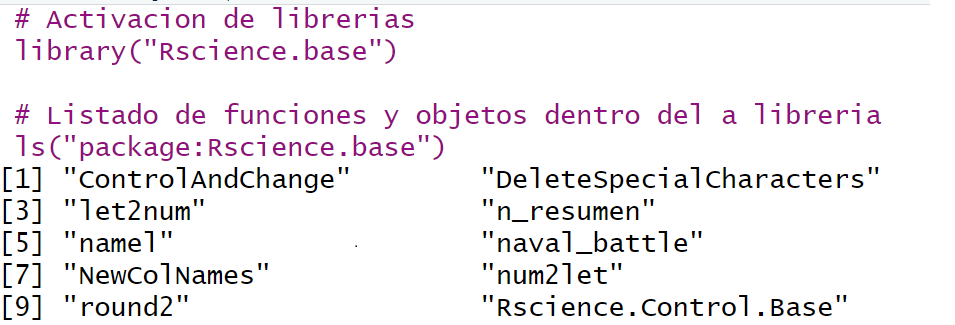 # Activacion de librerias
library("Rscience.base")
# Listado de funciones y objetos dentro del a libreria
ls("package:Rscience.base")
[1] "ControlAndChange" "DeleteSpecialCharacters"
[3] "let2num" "n_resumen"
[5] "namel" "naval_battle"
[7] "NewColNames" "num2let"
[9] "round2" "Rscience.Control.Base"